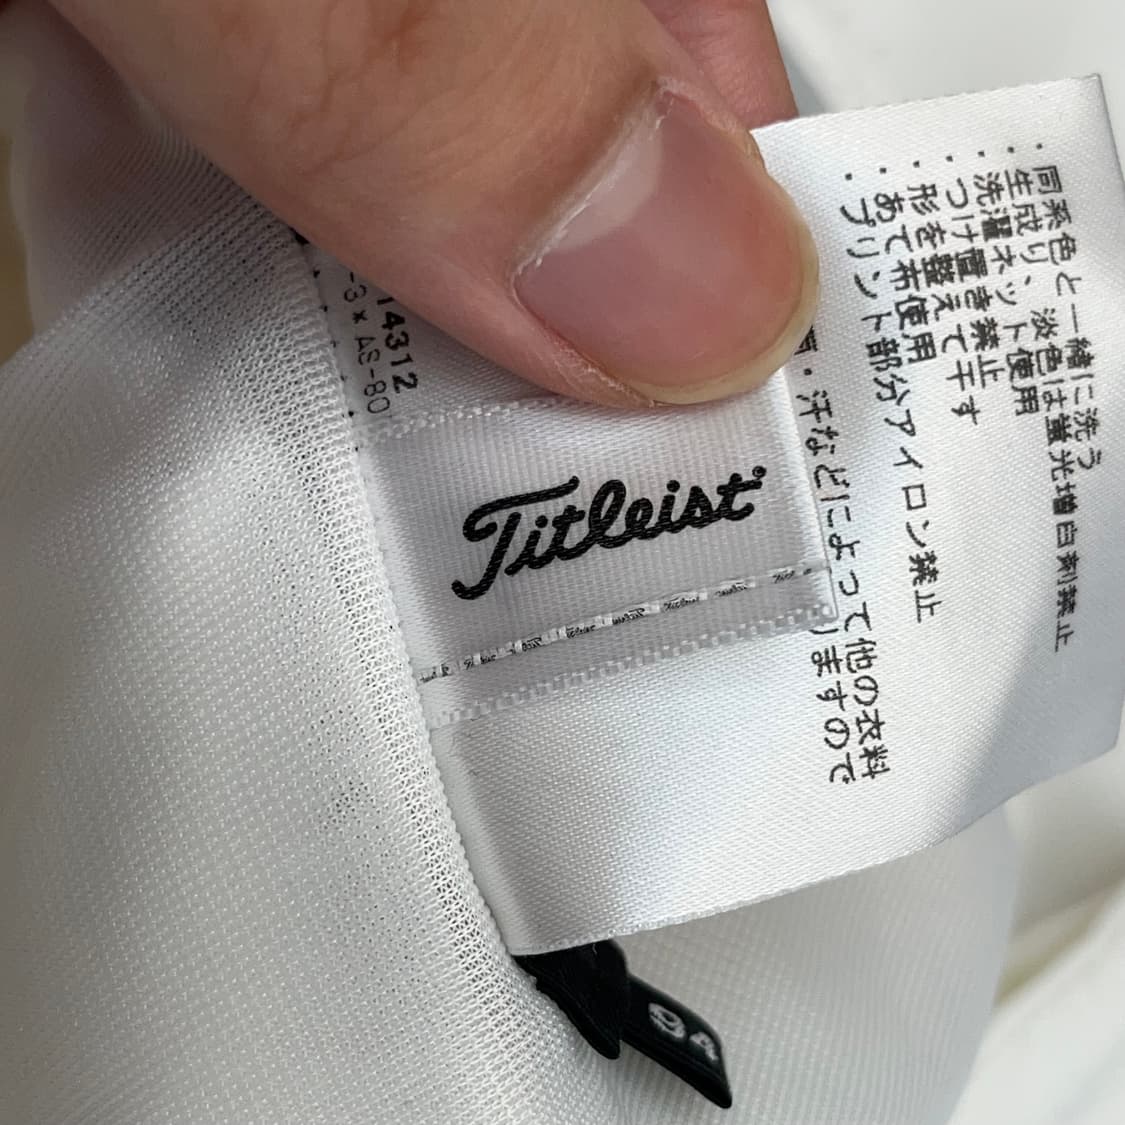 ・同系色と一緒に洗う
・生成り、淡色は蛍光増白剤禁止
・洗濯ネット使用
・つけ置き禁止
・形を整えて干す
・あて布使用
・プリント部分アイロン禁止
・汗などによって他の衣料
ますので
14312
-3*AS-80
Titleist